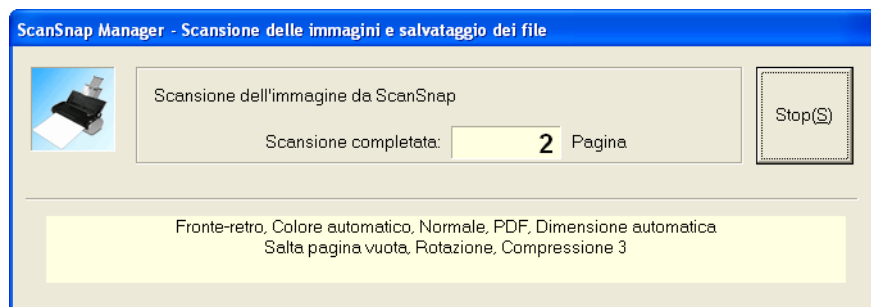 ScanSnap Manager - Scansione delle immagini e salvataggio dei file
Scansione dell'immagine da ScanSnap
Scansione completata: 2 Pagina
Stop(S)
Fronte-retro, Colore automatico, Normale, PDF, Dimensione automatica
Salta pagina vuota, Rotazione, Compressione 3